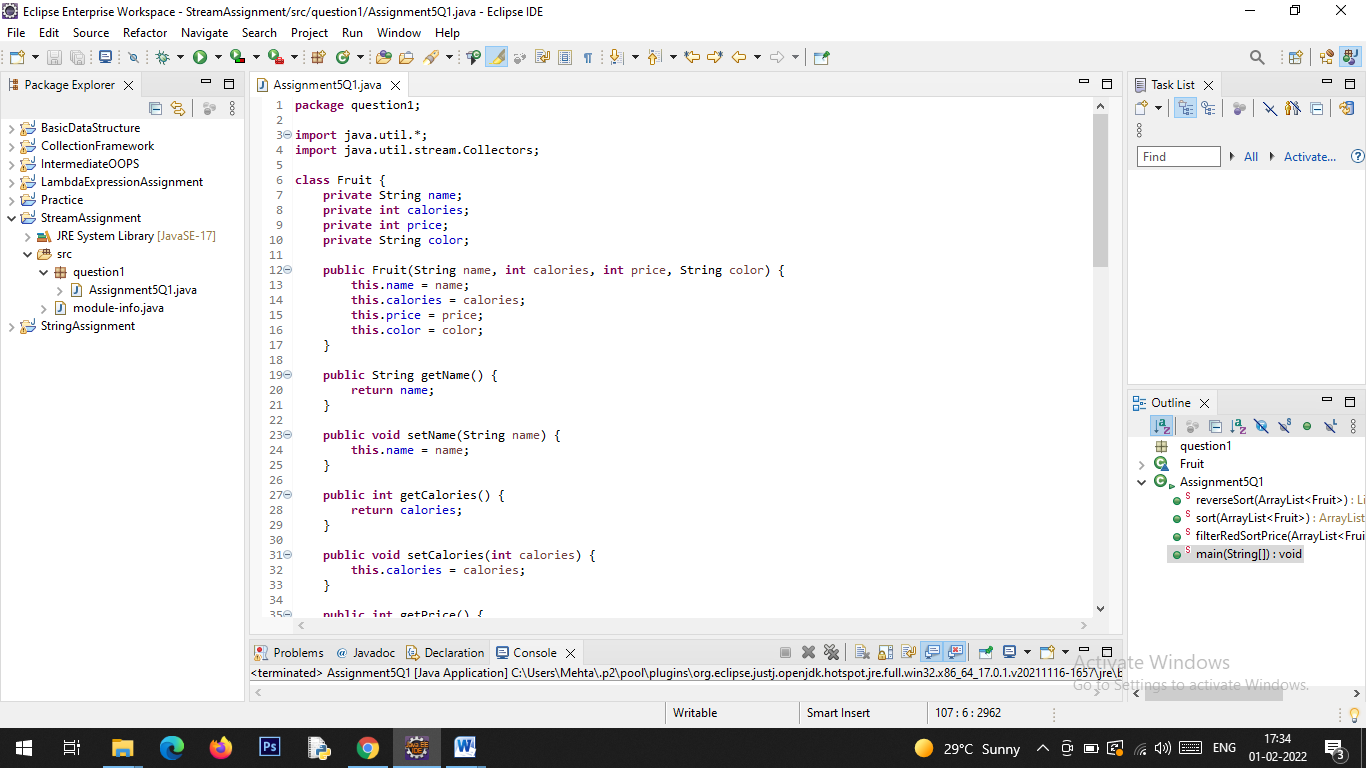 Eclipse Enterprise Workspace - StreamAssignment/src/question1/Assignment5Q1.java - Eclipse IDE
File Edit Source Refactor Navigate Search Project Run Window Help
Package Explorer
BasicDataStructure
CollectionFramework
IntermediateOOPS
LambdaExpressionAssignment
Practice
StreamAssignment
JRE System Library [JavaSE-17]
src
question1
Assignment5Q1.java
module-info.java
StringAssignment
Assignment5Q1.java
1 package question1;
2
3 import java.util.*;
4 import java.util.stream.Collectors;
5
6 class Fruit {
7 private String name;
8 private int calories;
9 private int price;
10 private String color;
11
12 public Fruit(String name, int calories, int price, String color) {
13 this.name = name;
14 this.calories = calories;
15 this.price = price;
16 this.color = color;
17 }
18
19 public String getName() {
20 return name;
21 }
22
23 public void setName(String name) {
24 this.name = name;
25 }
26
27 public int getCalories() {
28 return calories;
29 }
30
31 public void setCalories(int calories) {
32 this.calories = calories;
33 }
34
35 public int getPrice() {
Task List
Find All Activate...
Outline
question1
Fruit
Assignment5Q1
reverseSort(ArrayList<Fruit>) : Li
sort(ArrayList<Fruit>) : ArrayList
filterRedSortPrice(ArrayList<Frui
main(String[]) : void
Problems @ Javadoc Declaration Console
<terminated> Assignment5Q1 [Java Application] C:\Users\Mehta\.p2\pool\plugins\org.eclipse.justj.openjdk.hotspot.jre.full.win32.x86_64_17.0.1.v20211116-1657\jre\b
Activate Windows
Go to Settings to activate Windows.
Writable Smart Insert 107 : 6 : 2962
29°C Sunny ENG 17:34
01-02-2022
3